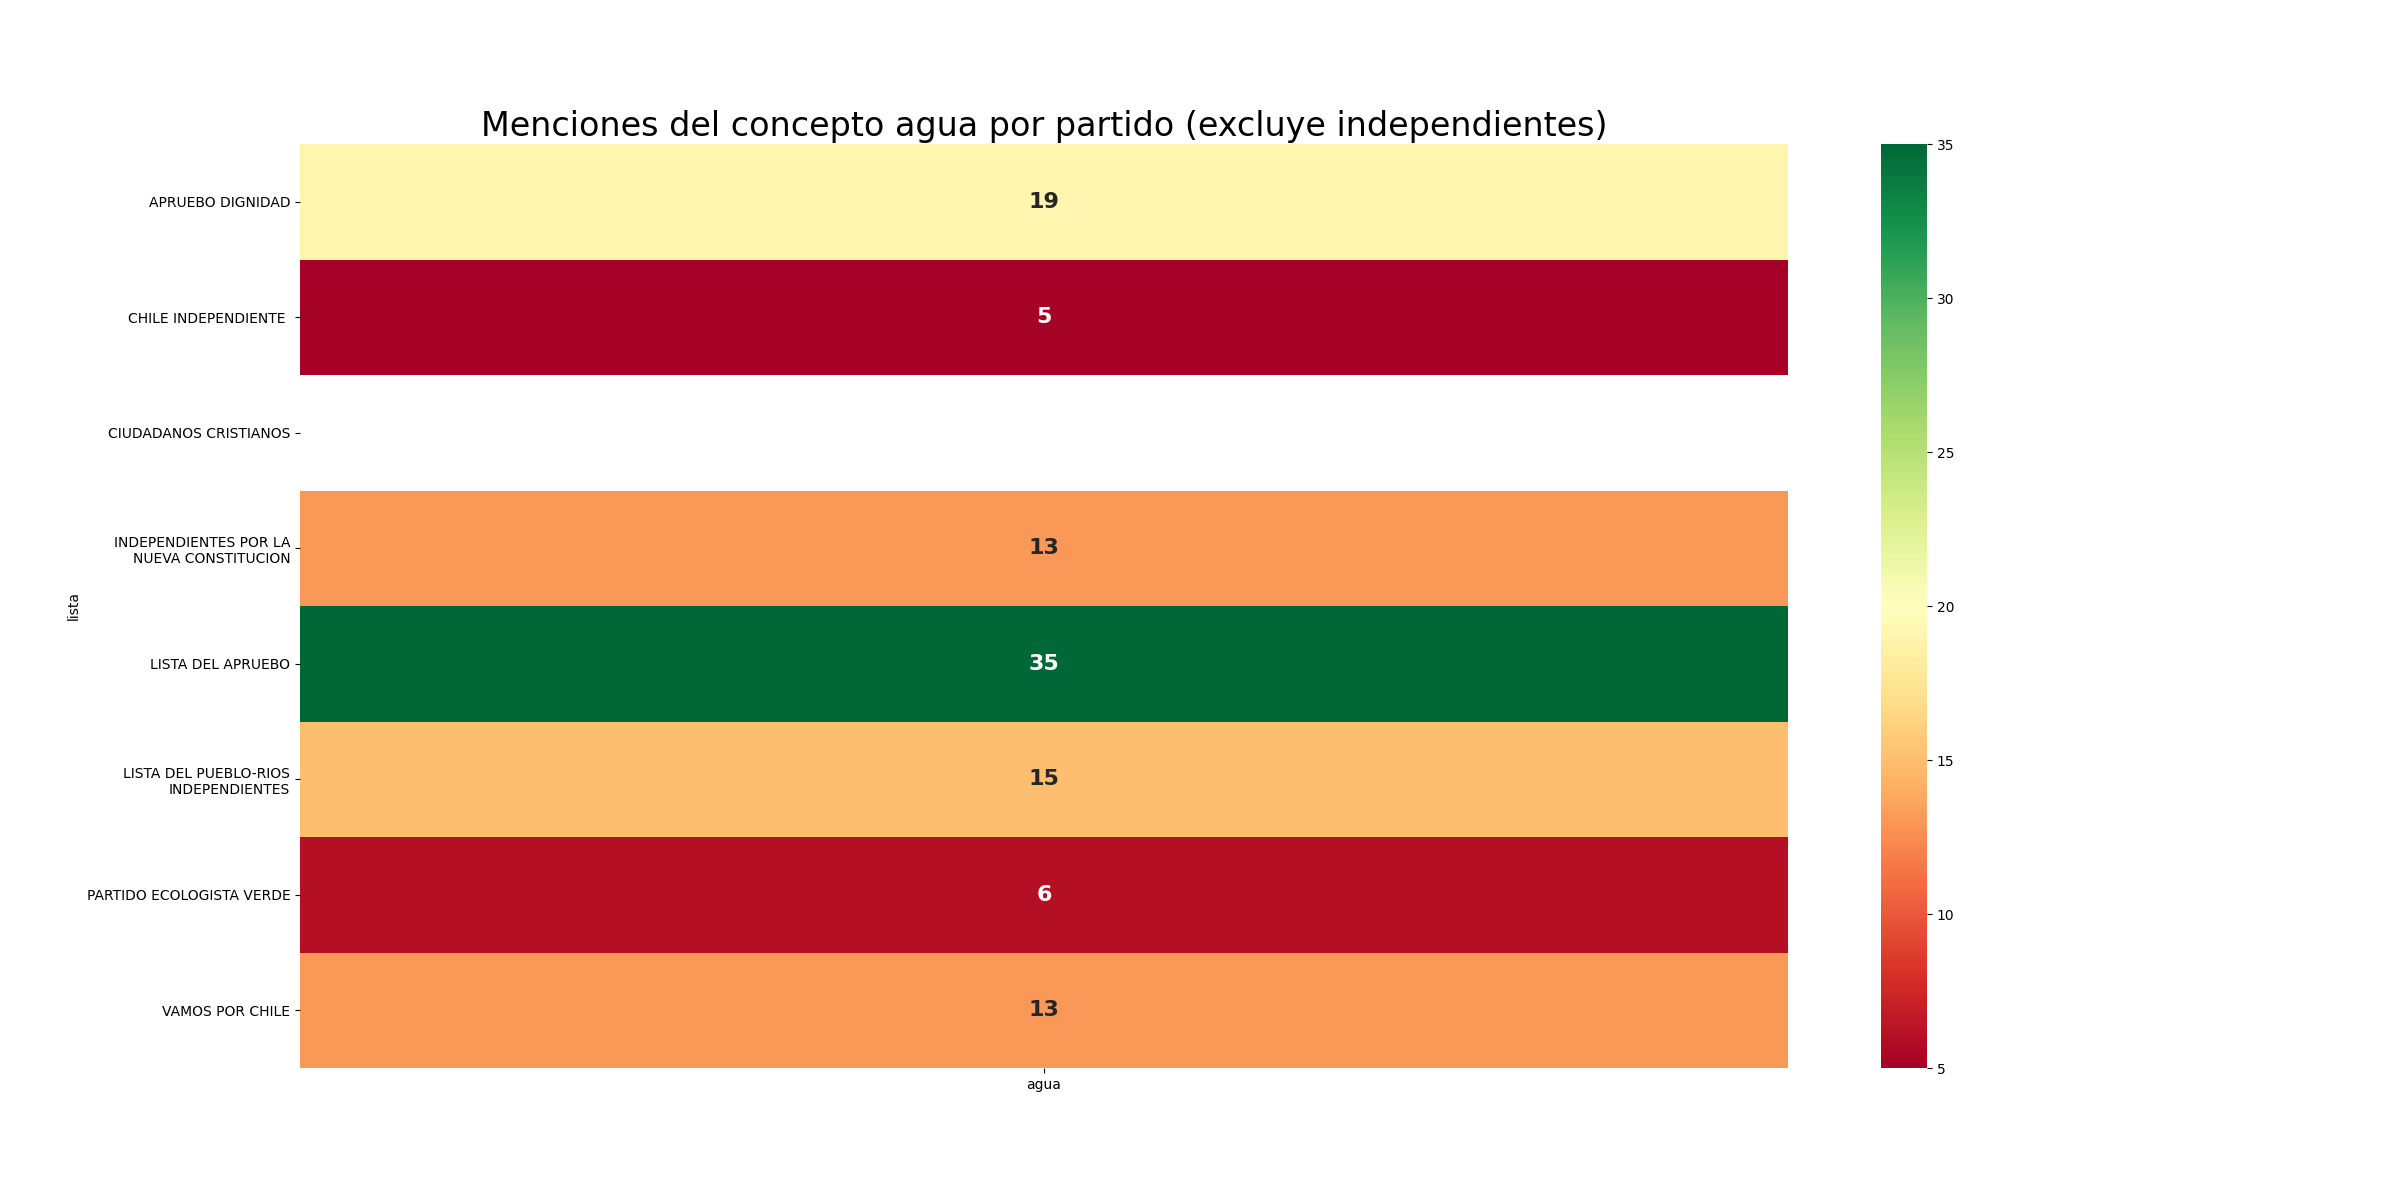 Menciones del concepto agua por partido (excluye independientes)
APRUEBO DIGNIDAD
19
CHILE INDEPENDIENTE
5
CIUDADANOS CRISTIANOS
INDEPENDIENTES POR LA
NUEVA CONSTITUCION
13
LISTA DEL APRUEBO
35
LISTA DEL PUEBLO-RIOS
INDEPENDIENTES
15
PARTIDO ECOLOGISTA VERDE
6
VAMOS POR CHILE
13
lista
agua
35
30
25
20
15
10
5